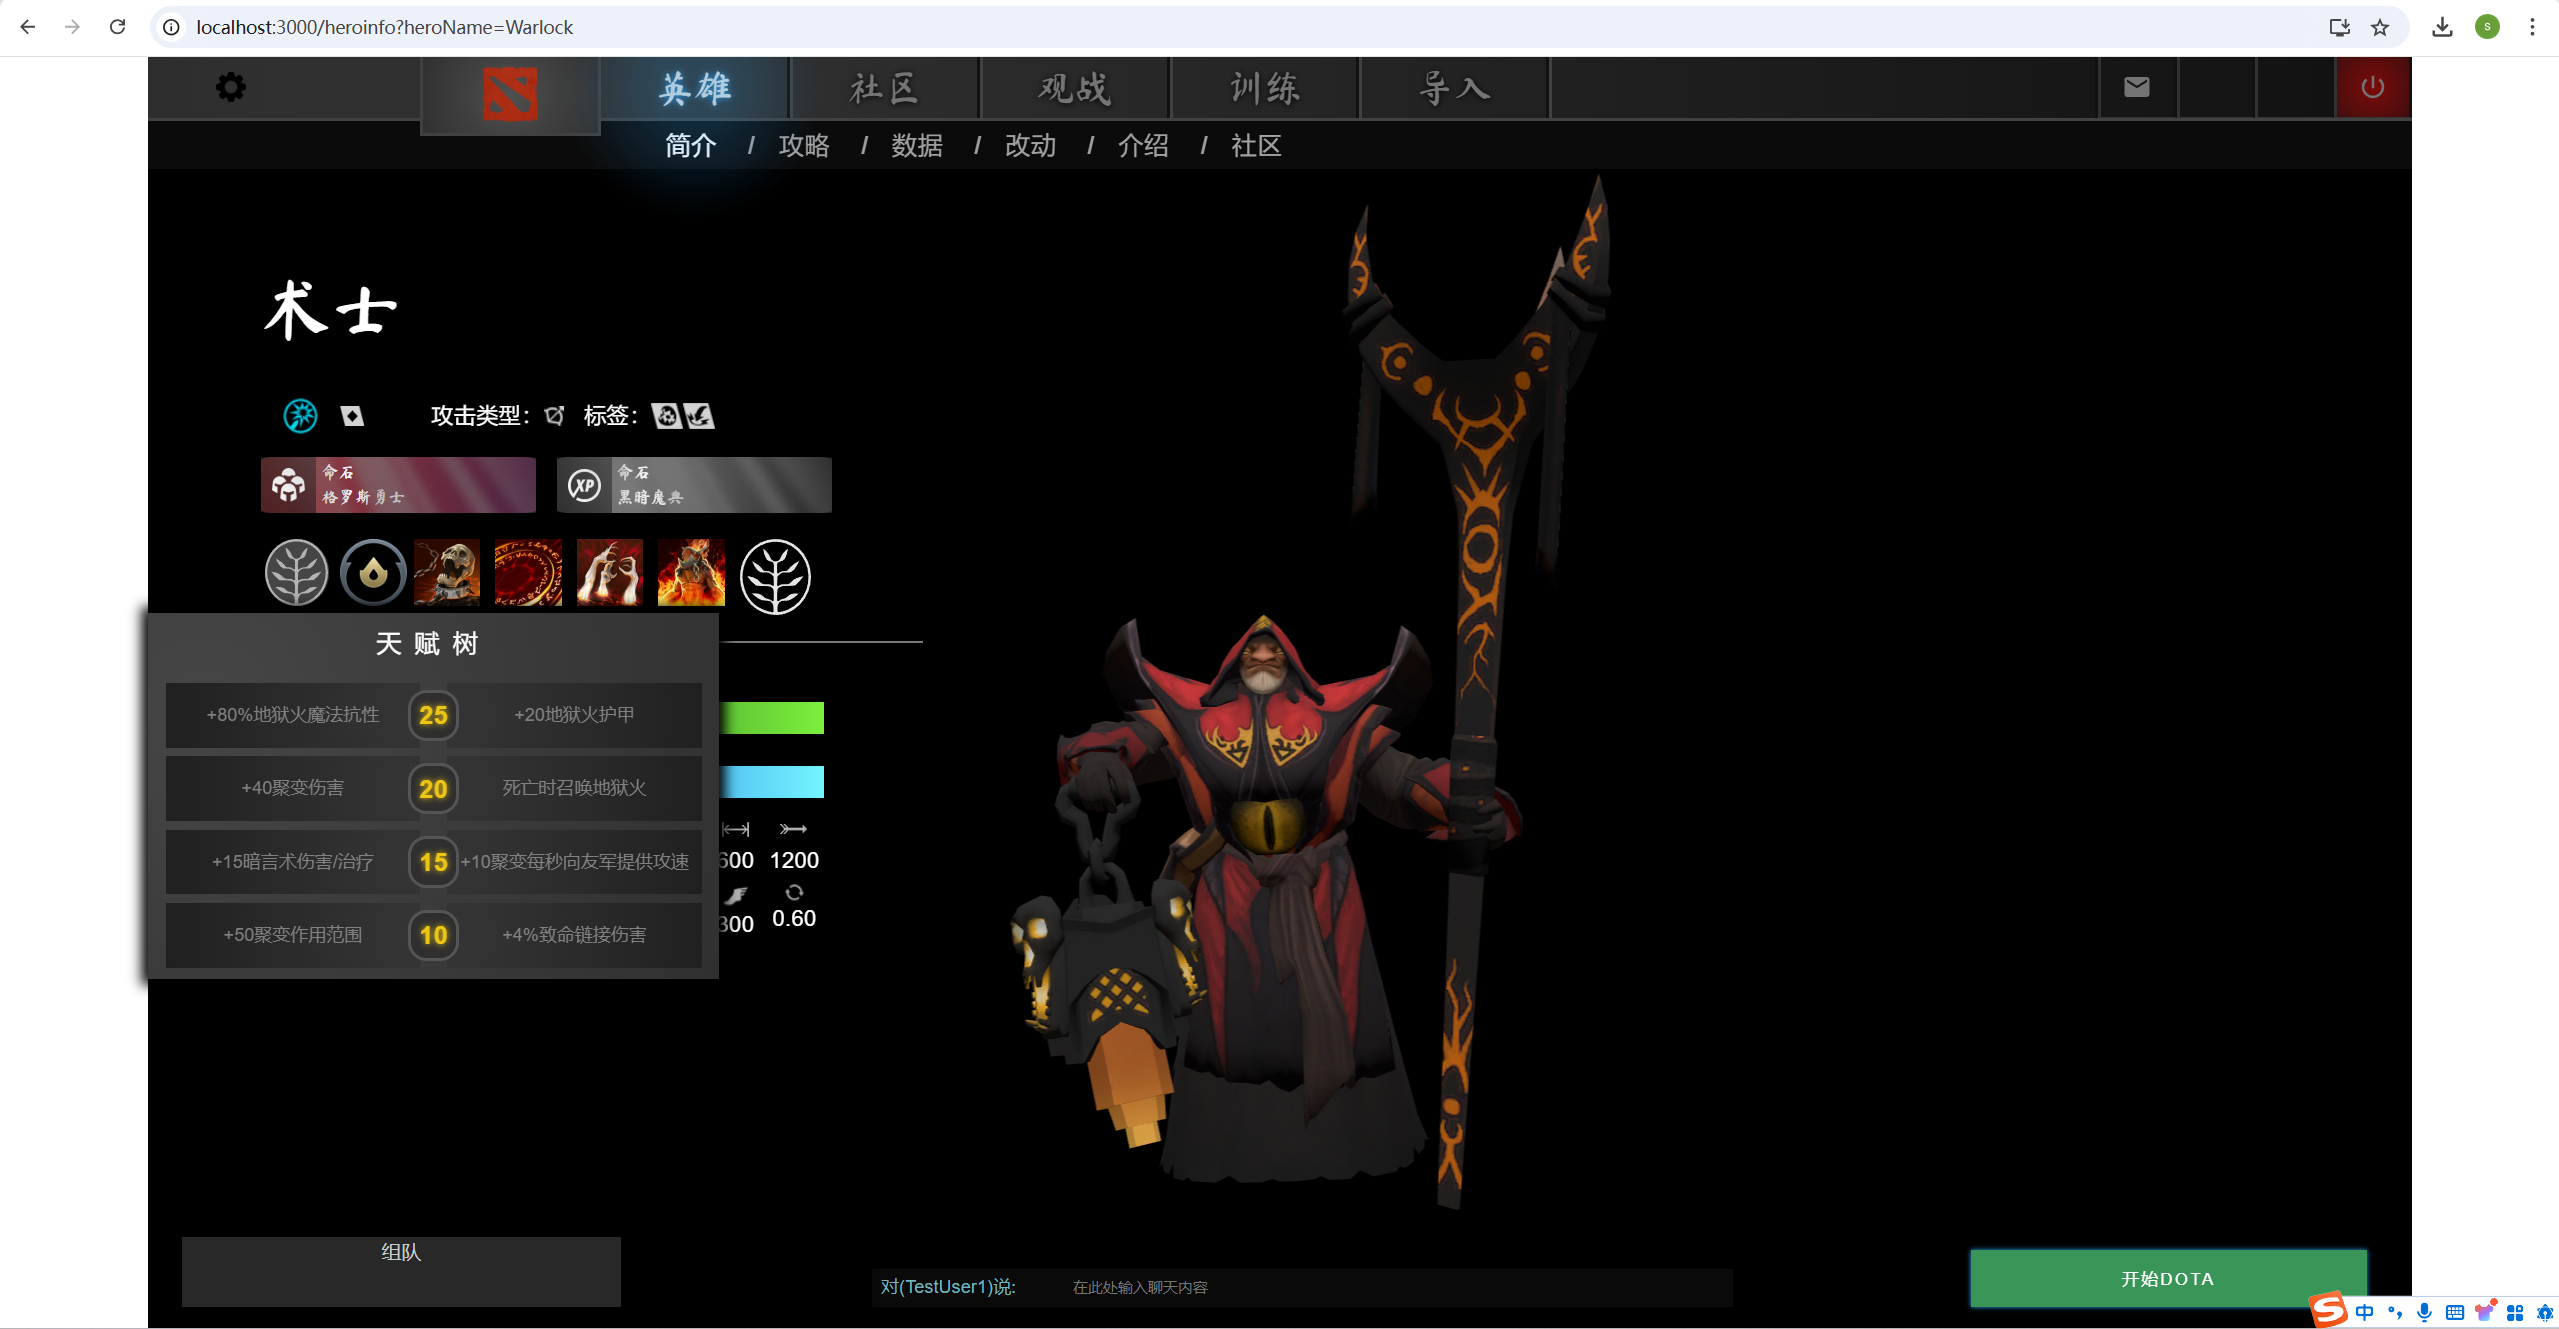 localhost:3000/heroinfo?heroName=Warlock
S
英雄 社区 观战 训练 导入
简介 / 攻略 / 数据 / 改动 / 介绍 / 社区
术士
攻击类型: 标签:
命石
格罗斯勇士
XP
命石
黑暗魔典
天赋树
+80%地狱火魔法抗性 25 +20地狱火护甲
+40聚变伤害 20 死亡时召唤地狱火
+15暗言术伤害/治疗 15 +10聚变每秒向友军提供攻速
+50聚变作用范围 10 +4%致命链接伤害
600 1200
300 0.60
组队
对(TestUser1)说: 在此处输入聊天内容
开始DOTA
S 中